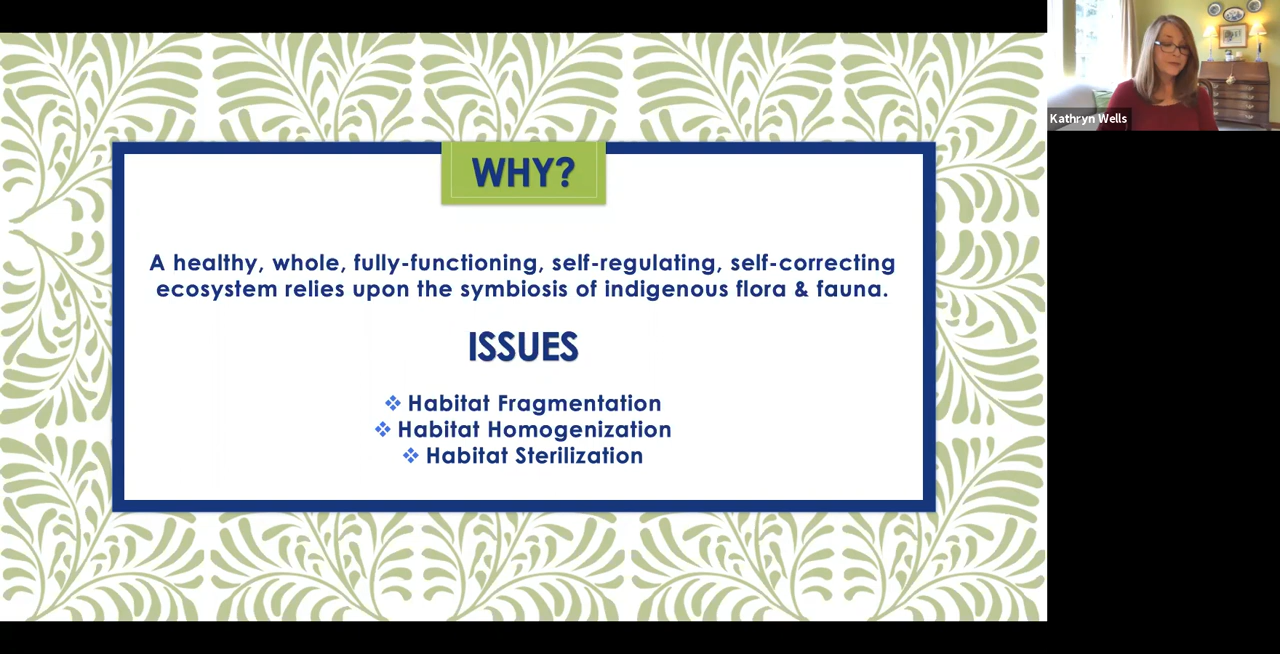 WHY?
A healthy, whole, fully-functioning, self-regulating, self-correcting
ecosystem relies upon the symbiosis of indigenous flora & fauna.
ISSUES
❖ Habitat Fragmentation
❖ Habitat Homogenization
❖ Habitat Sterilization
Kathryn Wells